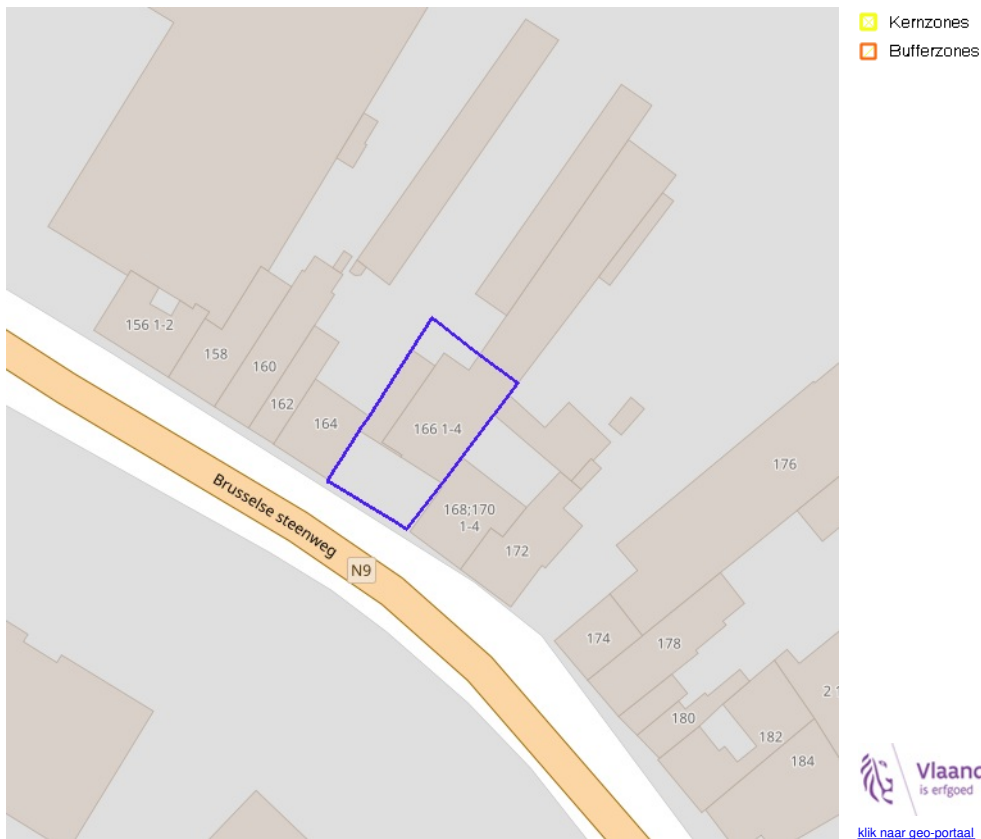 Kernzones
Bufferzones
156 1-2
158
160
162
164
166 1-4
168;170
1-4
172
176
174
178
180
182
184
Brusselse steenweg
N9
is erfgoed
klik naar geo-portaal